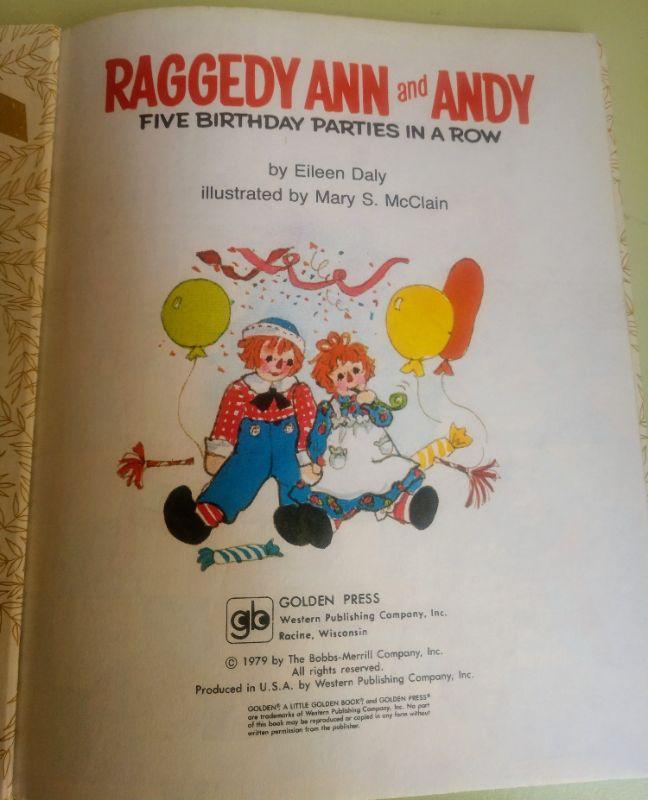 RAGGEDY ANN and ANDY
FIVE BIRTHDAY PARTIES IN A ROW
by Eileen Daly
illustrated by Mary S. McClain
gb
GOLDEN PRESS
Western Publishing Company, Inc.
Racine, Wisconsin
© 1979 by The Bobbs-Merrill Company, Inc.
All rights reserved.
Produced in U.S.A. by Western Publishing Company, Inc.
GOLDEN®, A LITTLE GOLDEN BOOK®, and GOLDEN PRESS®
are trademarks of Western Publishing Company, Inc. No part
of this book may be reproduced or copied in any form without
written permission from the publisher.